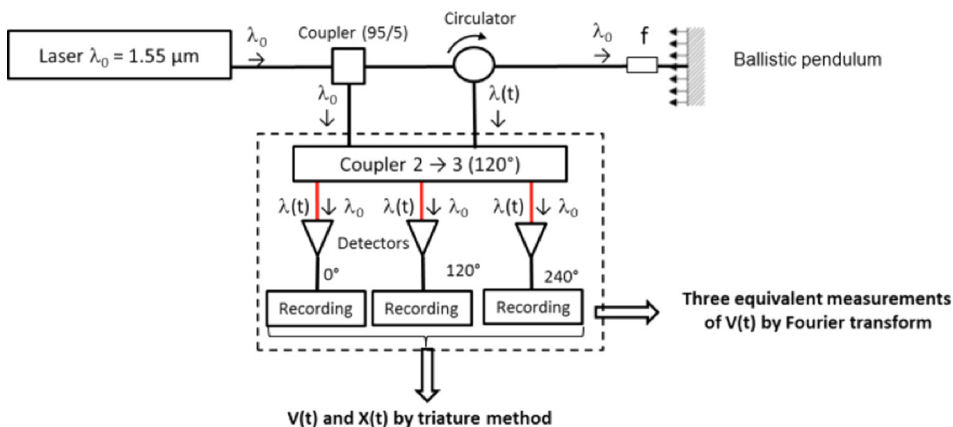 Circulator
Coupler (95/5)
λ₀
λ₀
f
Laser λ₀ = 1.55 µm
Ballistic pendulum
λ₀
λ(t)
Coupler 2 → 3 (120°)
λ(t) λ₀ λ(t) λ₀ λ(t) λ₀
Detectors
0° 120° 240°
Recording Recording Recording
Three equivalent measurements
of V(t) by Fourier transform
V(t) and X(t) by triature method